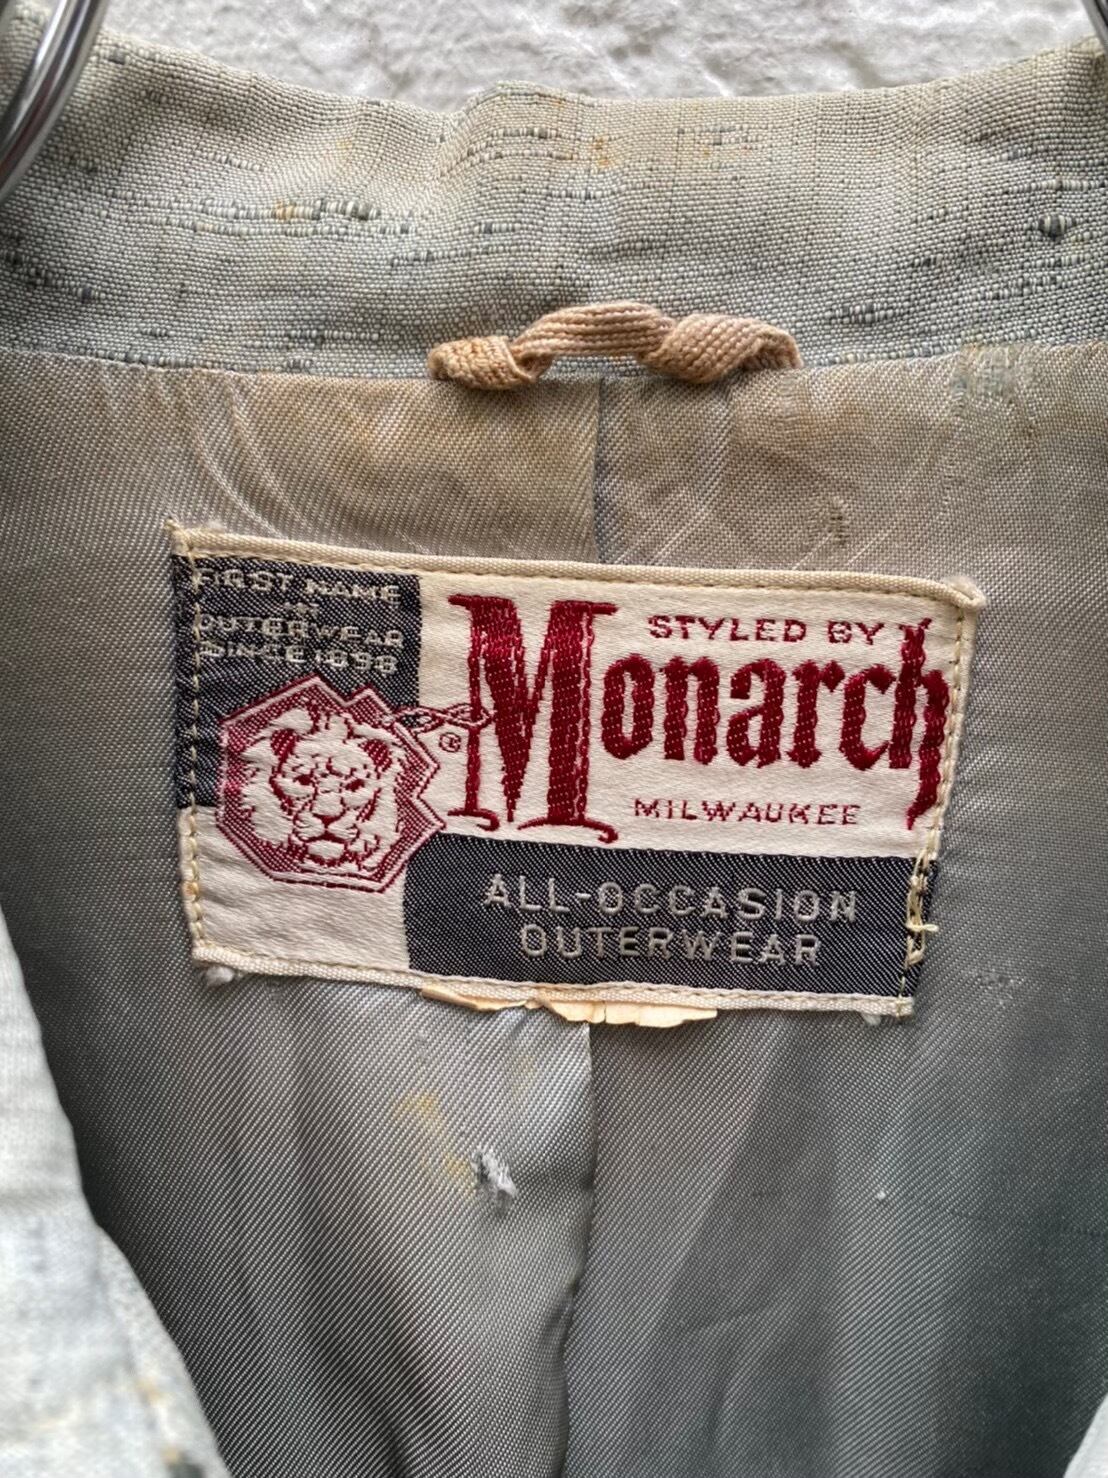 FIRST NAME
IN
OUTERWEAR
SINCE 1898
STYLED BY
Monarch
®
MILWAUKEE
ALL-OCCASION
OUTERWEAR